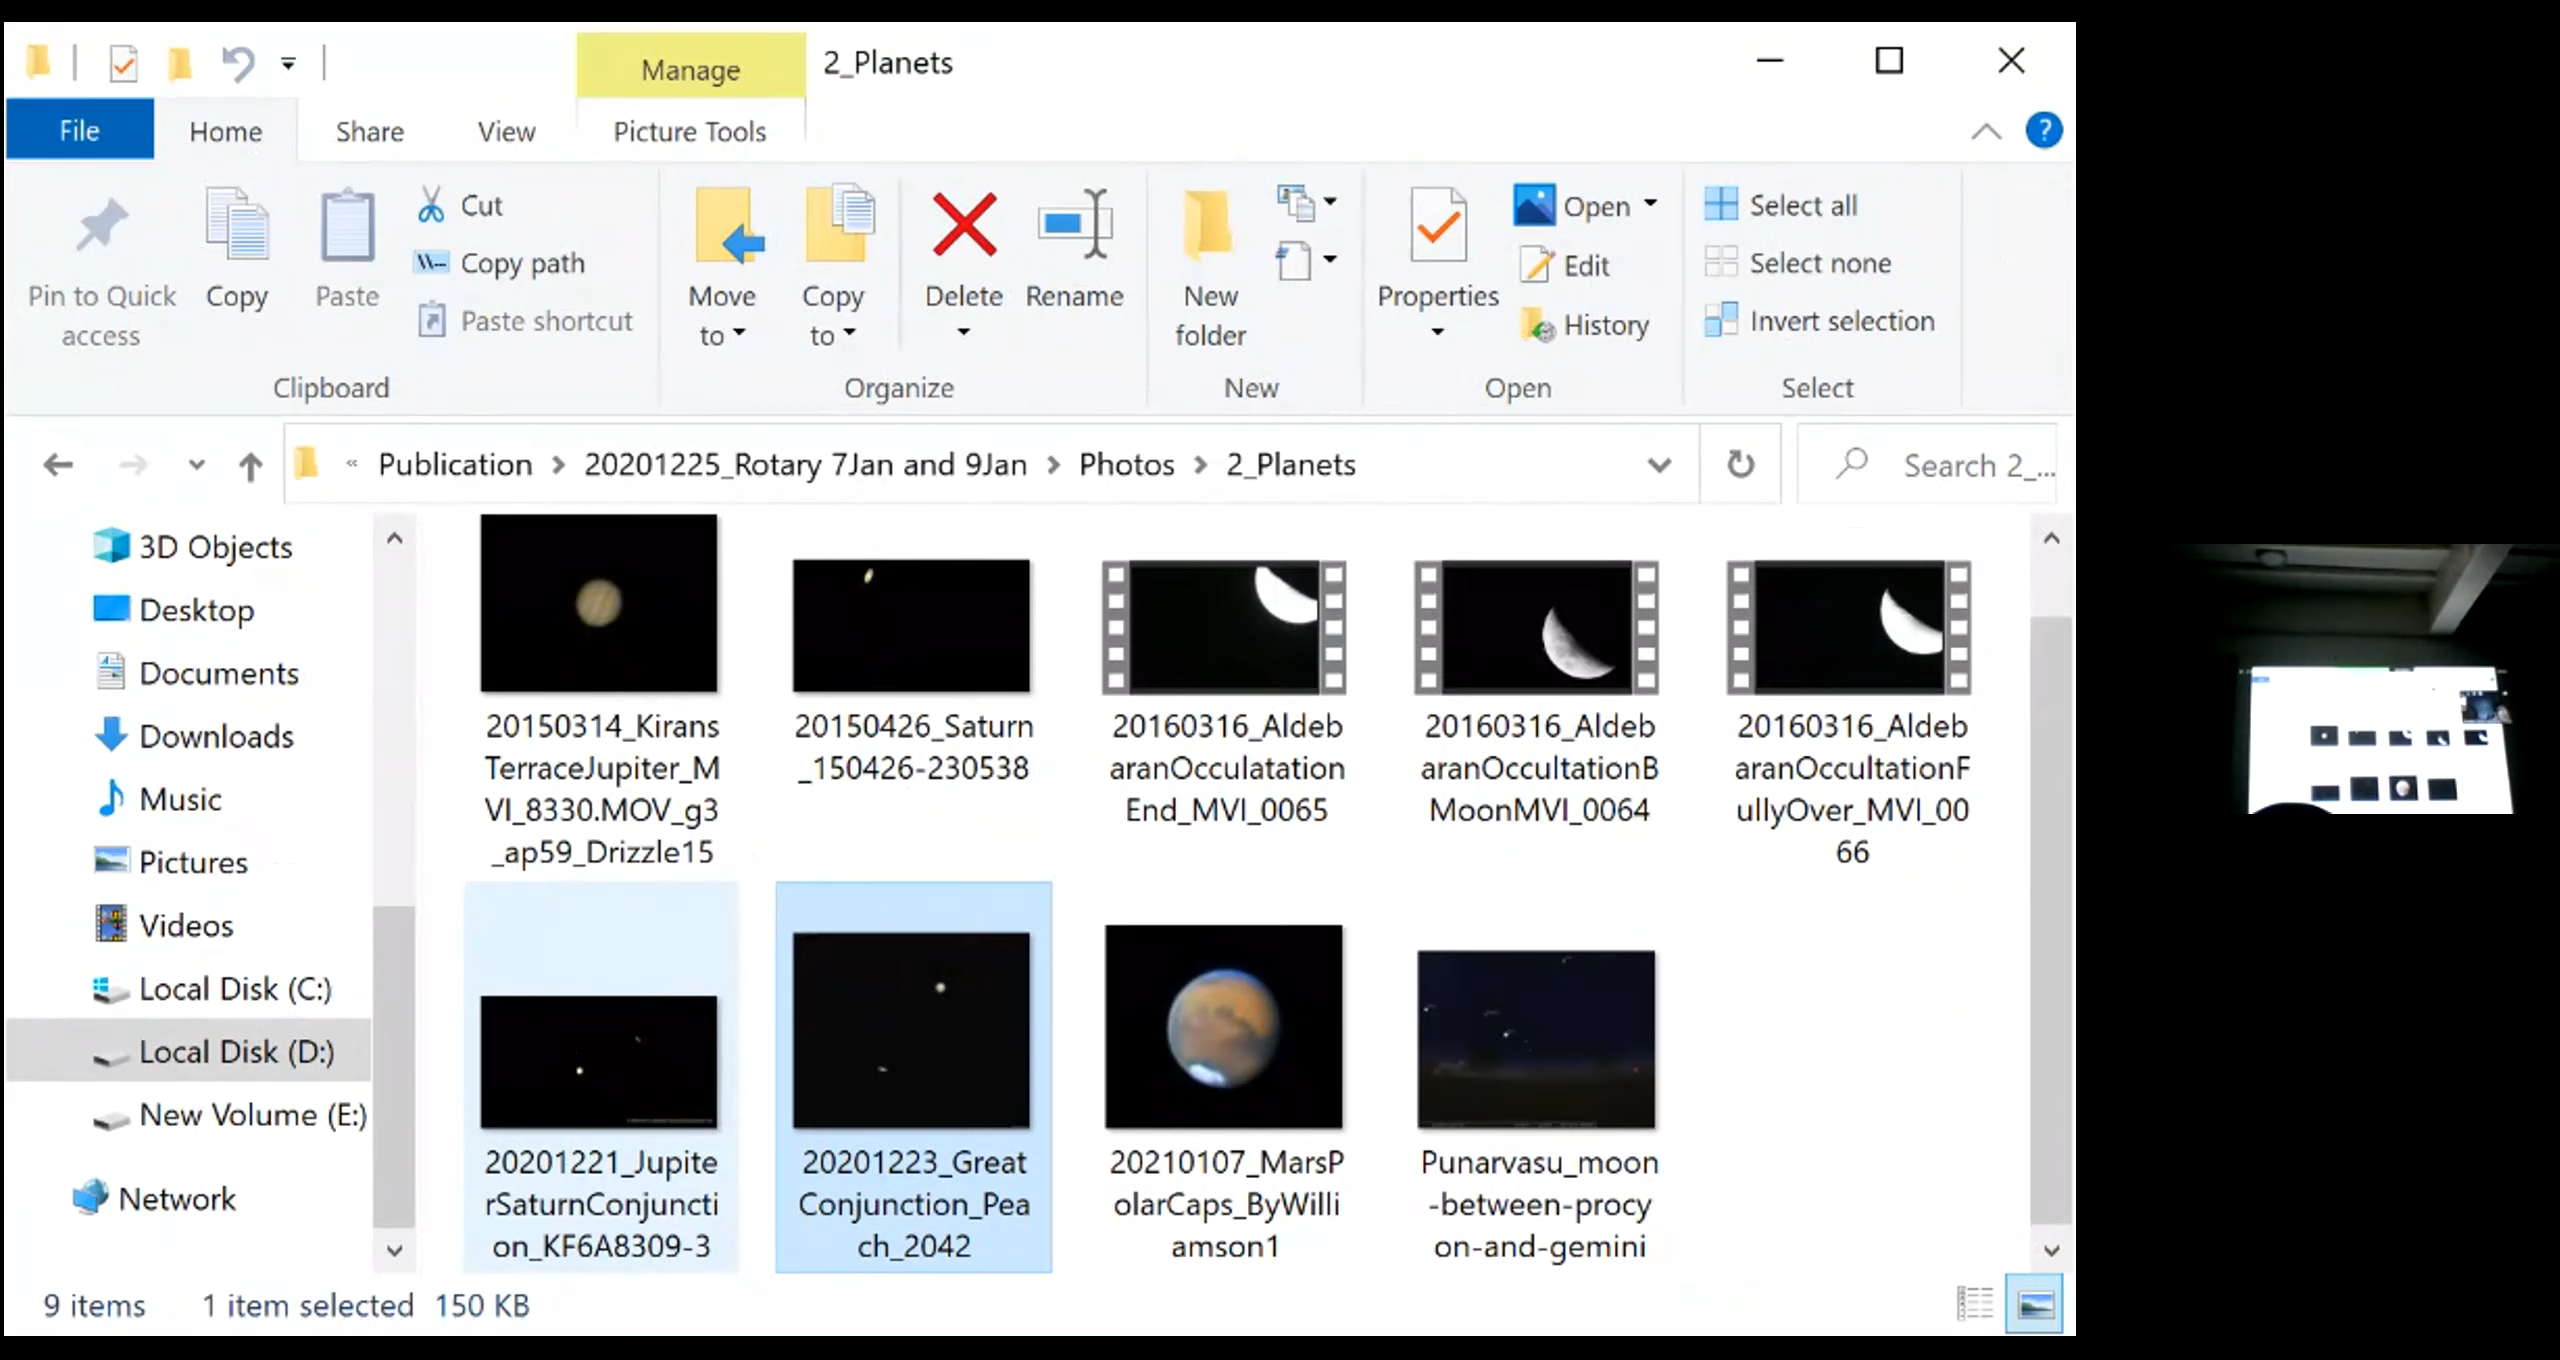 Manage
2_Planets
File
Home
Share
View
Picture Tools
?
Pin to Quick
access
Copy
Paste
Cut
Copy path
Paste shortcut
Clipboard
Move
to
Copy
to
Delete
Rename
Organize
New
folder
New
Properties
Open
Edit
History
Open
Select all
Select none
Invert selection
Select
« Publication > 20201225_Rotary 7Jan and 9Jan > Photos > 2_Planets
Search 2_...
3D Objects
Desktop
Documents
Downloads
Music
Pictures
Videos
Local Disk (C:)
Local Disk (D:)
New Volume (E:)
Network
20150314_Kirans
TerraceJupiter_M
VI_8330.MOV_g3
_ap59_Drizzle15
20150426_Saturn
_150426-230538
20160316_Aldeb
aranOcculatation
End_MVI_0065
20160316_Aldeb
aranOccultationB
MoonMVI_0064
20160316_Aldeb
aranOccultationF
ullyOver_MVI_00
66
20201221_Jupite
rSaturnConjuncti
on_KF6A8309-3
20201223_Great
Conjunction_Pea
ch_2042
20210107_MarsP
olarCaps_ByWilli
amson1
Punarvasu_moon
-between-procy
on-and-gemini
9 items
1 item selected
150 KB